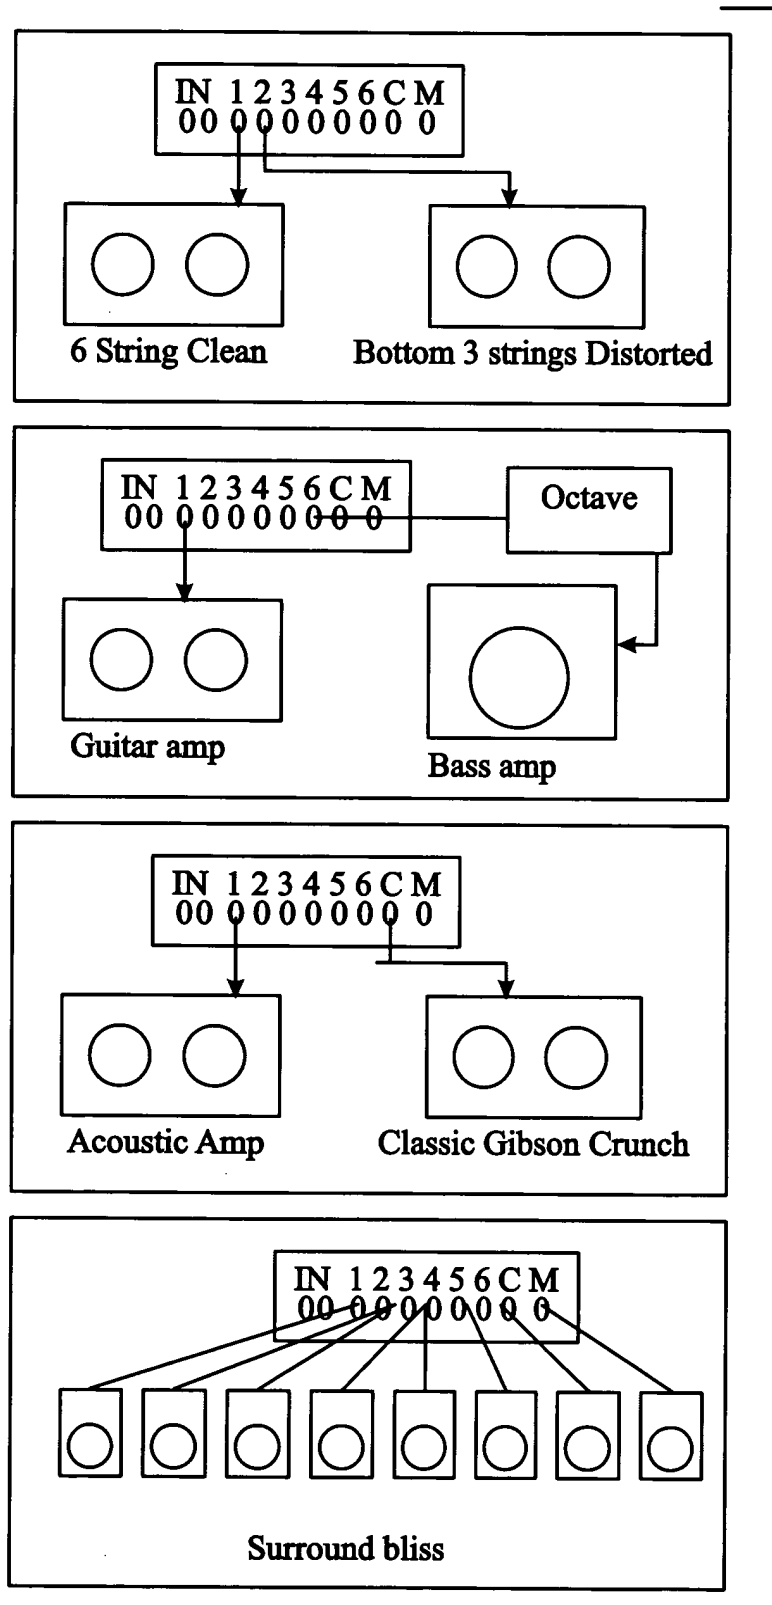 IN 1 2 3 4 5 6 C M
00 0 0 0 0 0 0 0 0
6 String Clean
Bottom 3 strings Distorted
IN 1 2 3 4 5 6 C M
00 0 0 0 0 0 0 0 0
Octave
Guitar amp
Bass amp
IN 1 2 3 4 5 6 C M
00 0 0 0 0 0 0 0 0
Acoustic Amp
Classic Gibson Crunch
IN 1 2 3 4 5 6 C M
00 0 0 0 0 0 0 0 0
Surround bliss